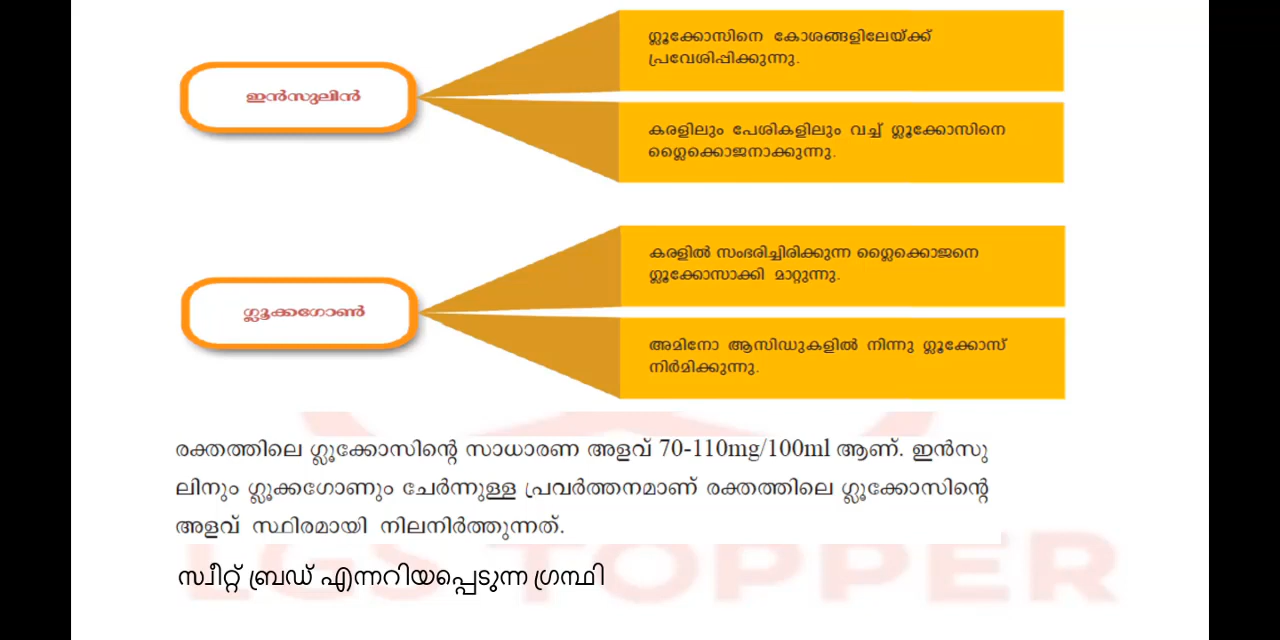 ഗ്ലൂക്കോസിനെ കോശങ്ങളിലേയ്ക്ക്
പ്രവേശിപ്പിക്കുന്നു.
ഇൻസുലിൻ
കരളിലും പേശികളിലും വച്ച് ഗ്ലൂക്കോസിനെ
ഗ്ലൈക്കൊജനാക്കുന്നു.
കരളിൽ സംഭരിച്ചിരിക്കുന്ന ഗ്ലൈക്കൊജനെ
ഗ്ലൂക്കോസാക്കി മാറ്റുന്നു.
ഗ്ലൂക്കഗോൺ
അമിനോ ആസിഡുകളിൽ നിന്നു ഗ്ലൂക്കോസ്
നിർമിക്കുന്നു.
രക്തത്തിലെ ഗ്ലൂക്കോസിന്റെ സാധാരണ അളവ് 70-110mg/100ml ആണ്. ഇൻസു
ലിനും ഗ്ലൂക്കഗോണും ചേർന്നുള്ള പ്രവർത്തനമാണ് രക്തത്തിലെ ഗ്ലൂക്കോസിന്റെ
അളവ് സ്ഥിരമായി നിലനിർത്തുന്നത്.
LGS TOPPER
സ്വീറ്റ് ബ്രഡ് എന്നറിയപ്പെടുന്ന ഗ്രന്ഥി